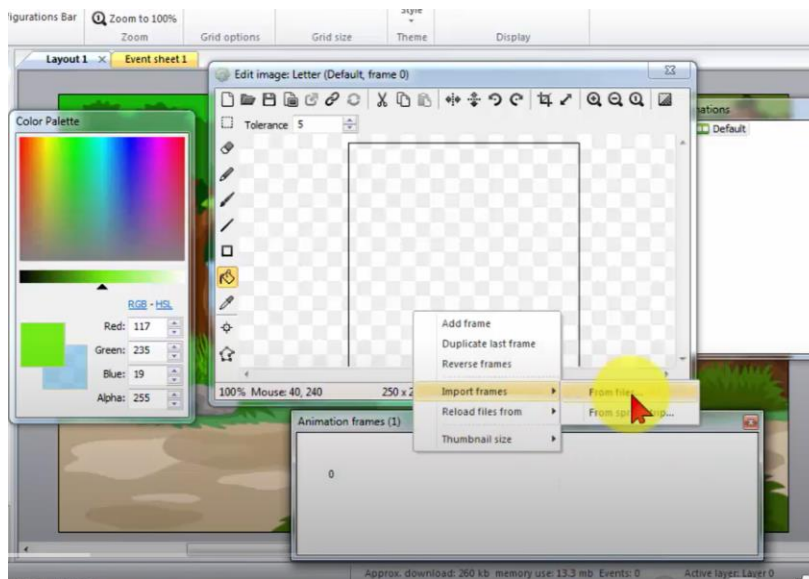 igurations Bar
Zoom to 100%
Style
Zoom
Grid options
Grid size
Theme
Display
Layout 1
Event sheet 1
Edit image: Letter (Default, frame 0)
Color Palette
Tolerance 5
ations
Default
RGB - HSL
Red: 117
Green: 235
Blue: 19
Alpha: 255
Add frame
Duplicate last frame
Reverse frames
Import frames
From files...
Reload files from
Thumbnail size
100% Mouse: 40, 240
250 x 2
Animation frames (1)
0
Approx. download: 260 kb memory use: 13.3 mb Events: 0 Active layer: Layer 0